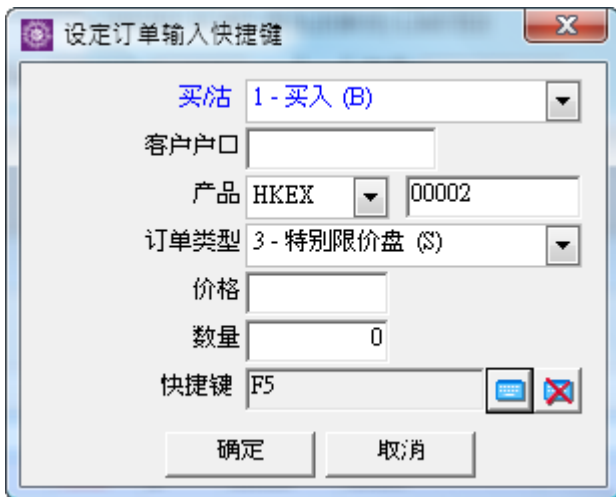 设定订单输入快捷键
买/沽 1 - 买入 (B)
客户户口
产品 HKEX 00002
订单类型 3 - 特别限价盘 (S)
价格
数量 0
快捷键 F5
确定 取消